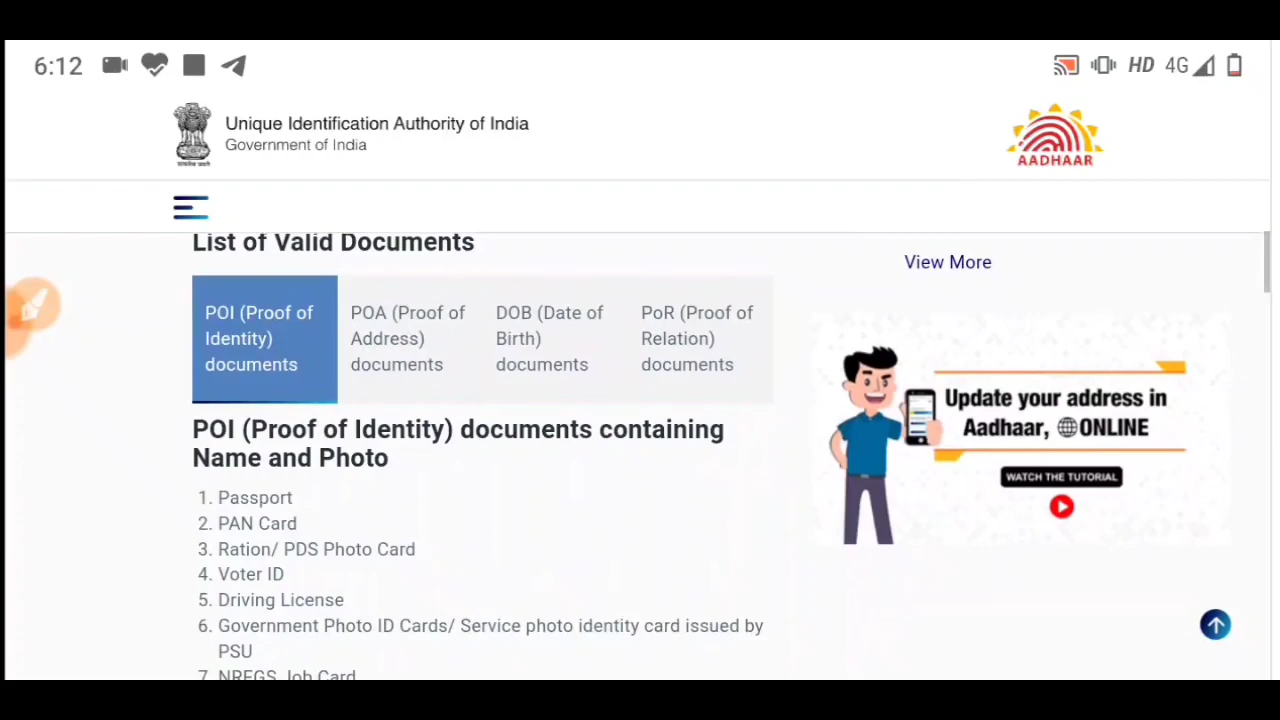 6:12
HD 4G
Unique Identification Authority of India
Government of India
AADHAAR
List of Valid Documents
View More
POI (Proof of
Identity)
documents
POA (Proof of
Address)
documents
DOB (Date of
Birth)
documents
PoR (Proof of
Relation)
documents
Update your address in
Aadhaar, ONLINE
WATCH THE TUTORIAL
POI (Proof of Identity) documents containing
Name and Photo
1. Passport
2. PAN Card
3. Ration/ PDS Photo Card
4. Voter ID
5. Driving License
6. Government Photo ID Cards/ Service photo identity card issued by
PSU
7. NREGS Job Card